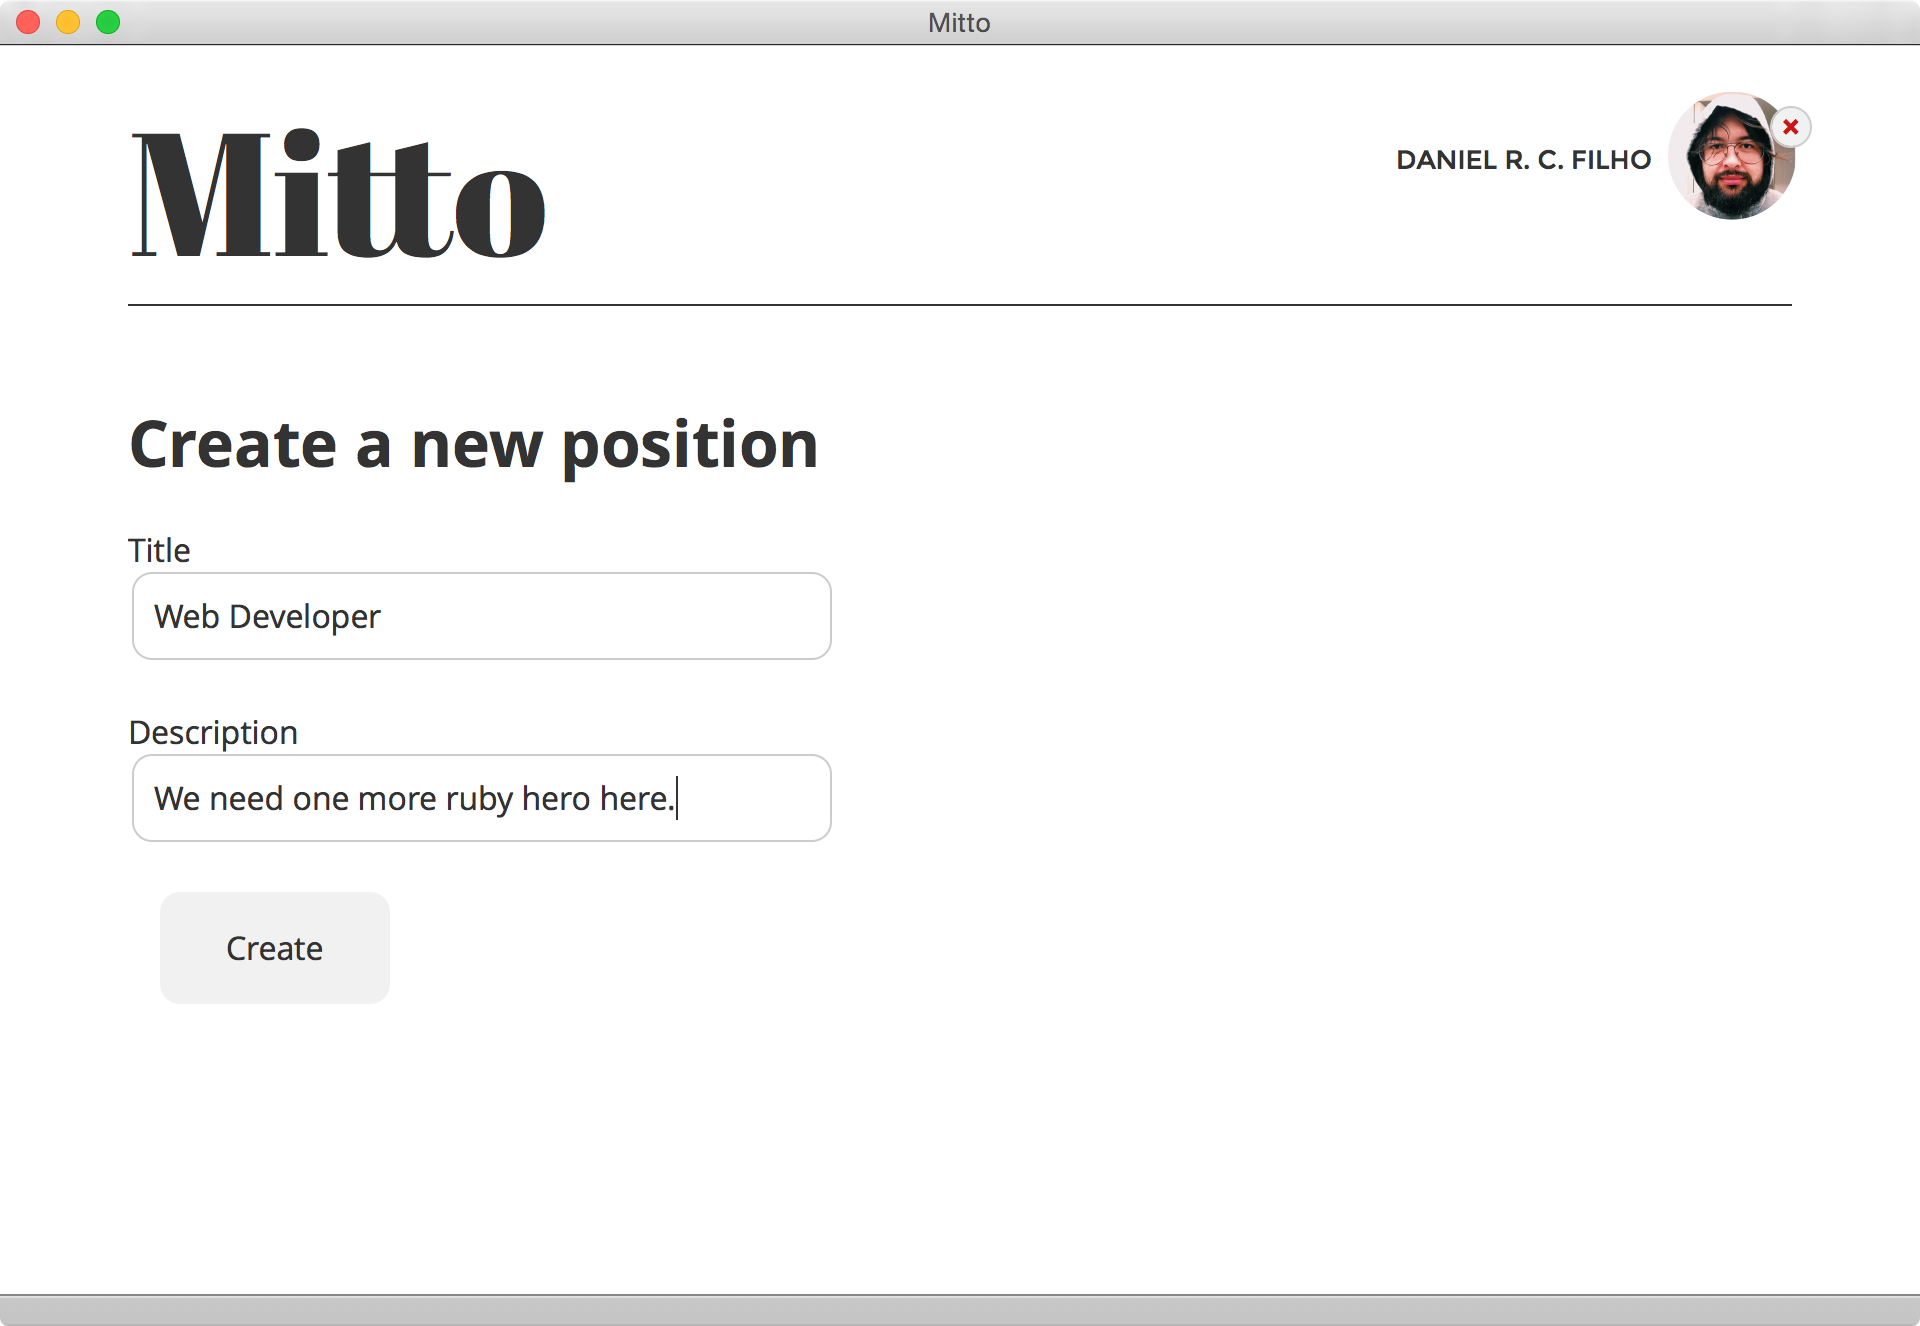 Mitto
Mitto
DANIEL R. C. FILHO
Create a new position
Title
Web Developer
Description
We need one more ruby hero here.
Create